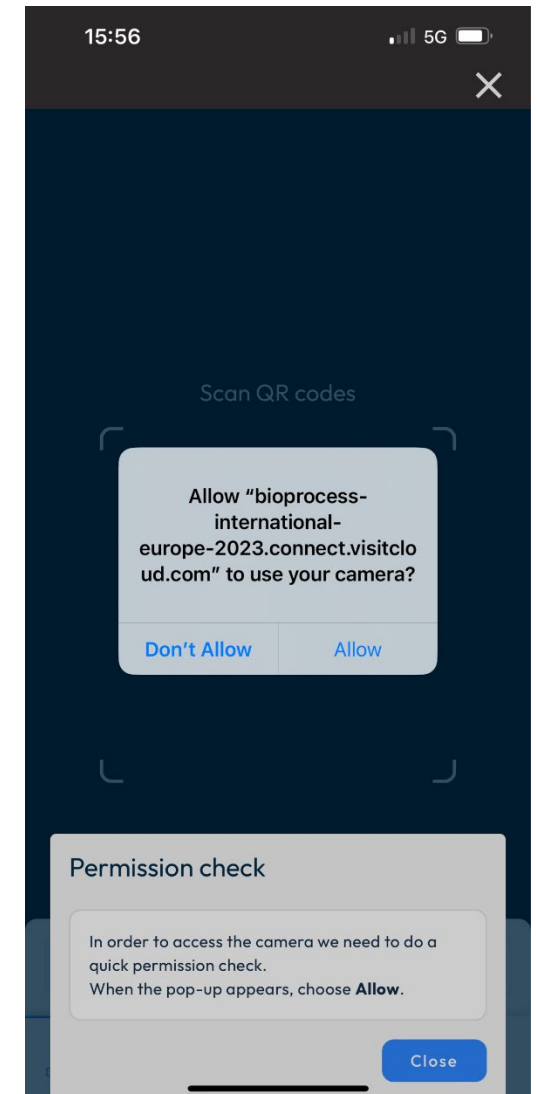 15:56
5G
Scan QR codes
Allow “bioprocess-
international-
europe-2023.connect.visitclo
ud.com” to use your camera?
Don’t Allow
Allow
Permission check
In order to access the camera we need to do a
quick permission check.
When the pop-up appears, choose Allow.
Close